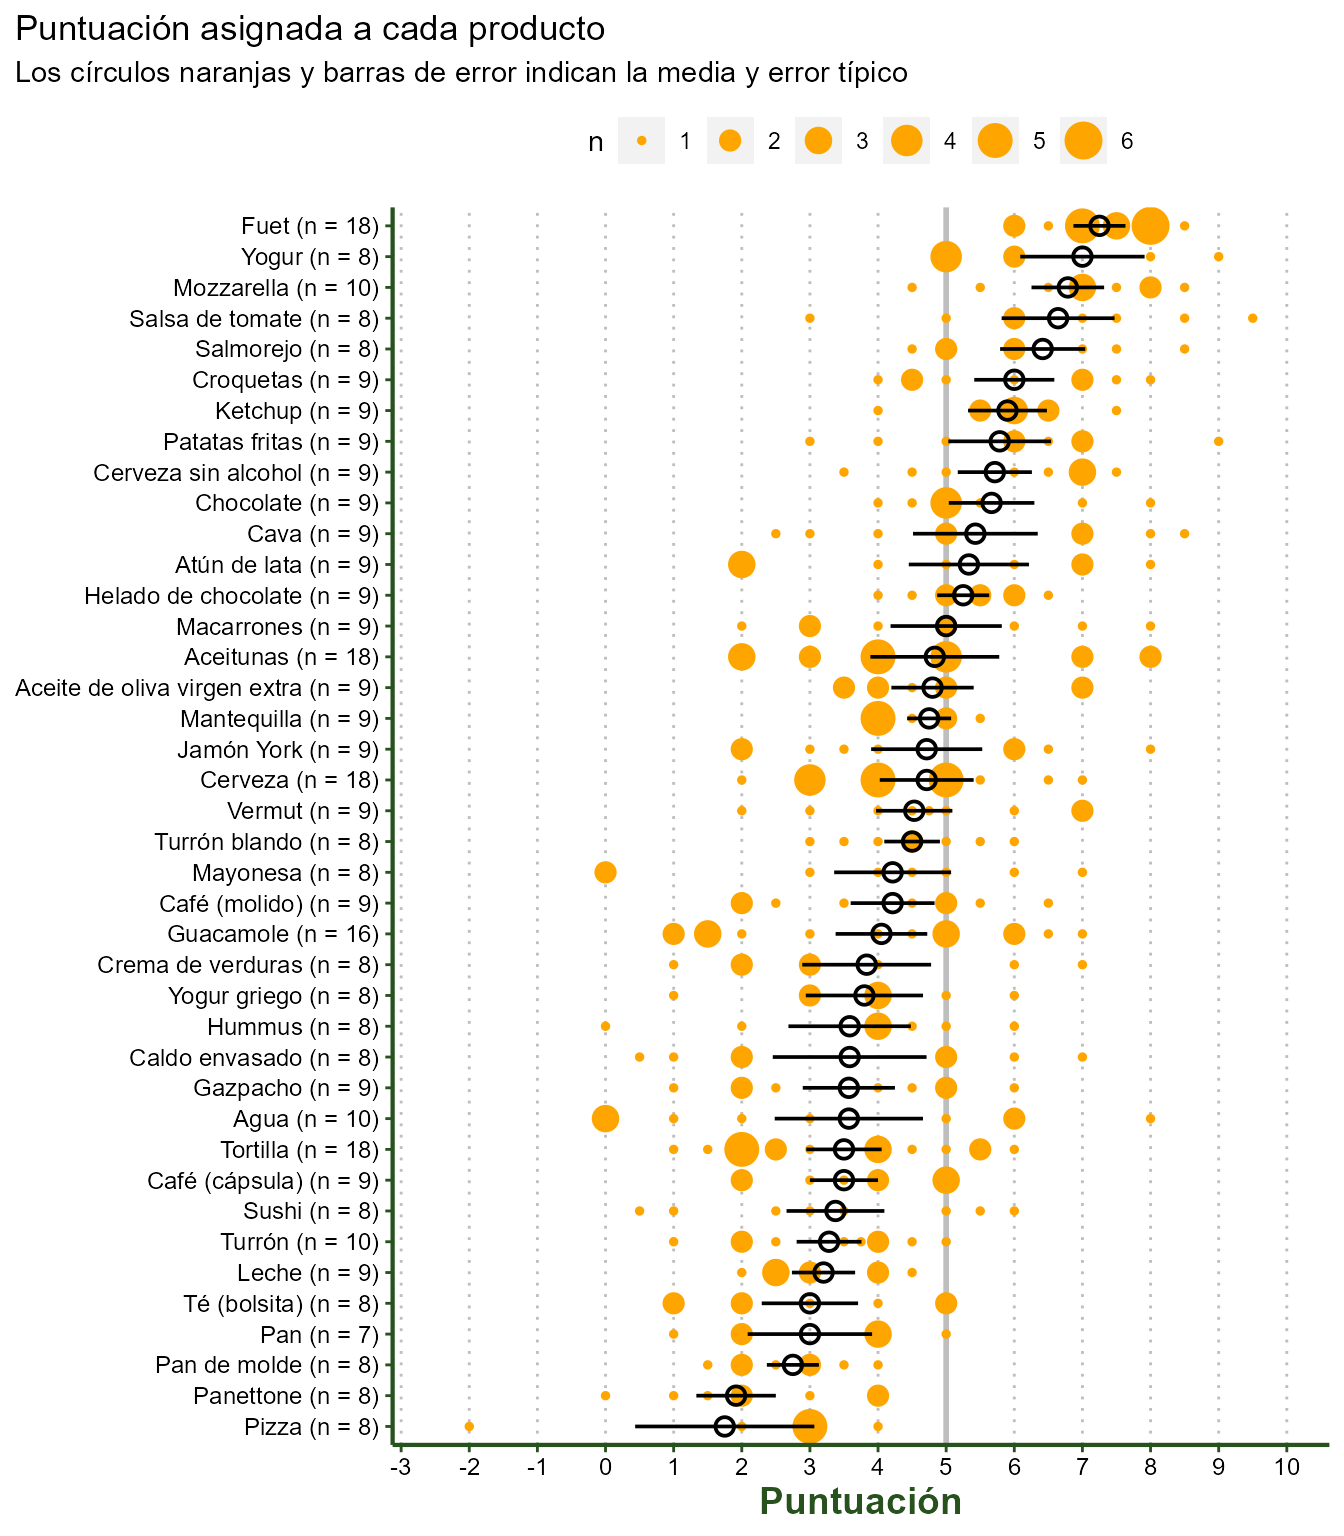 Puntuación asignada a cada producto
Los círculos naranjas y barras de error indican la media y error típico
n 1 2 3 4 5 6
Fuet (n = 18)
Yogur (n = 8)
Mozzarella (n = 10)
Salsa de tomate (n = 8)
Salmorejo (n = 8)
Croquetas (n = 9)
Ketchup (n = 9)
Patatas fritas (n = 9)
Cerveza sin alcohol (n = 9)
Chocolate (n = 9)
Cava (n = 9)
Atún de lata (n = 9)
Helado de chocolate (n = 9)
Macarrones (n = 9)
Aceitunas (n = 18)
Aceite de oliva virgen extra (n = 9)
Mantequilla (n = 9)
Jamón York (n = 9)
Cerveza (n = 18)
Vermut (n = 9)
Turrón blando (n = 8)
Mayonesa (n = 8)
Café (molido) (n = 9)
Guacamole (n = 16)
Crema de verduras (n = 8)
Yogur griego (n = 8)
Hummus (n = 8)
Caldo envasado (n = 8)
Gazpacho (n = 9)
Agua (n = 10)
Tortilla (n = 18)
Café (cápsula) (n = 9)
Sushi (n = 8)
Turrón (n = 10)
Leche (n = 9)
Té (bolsita) (n = 8)
Pan (n = 7)
Pan de molde (n = 8)
Panettone (n = 8)
Pizza (n = 8)
-3 -2 -1 0 1 2 3 4 5 6 7 8 9 10
Puntuación